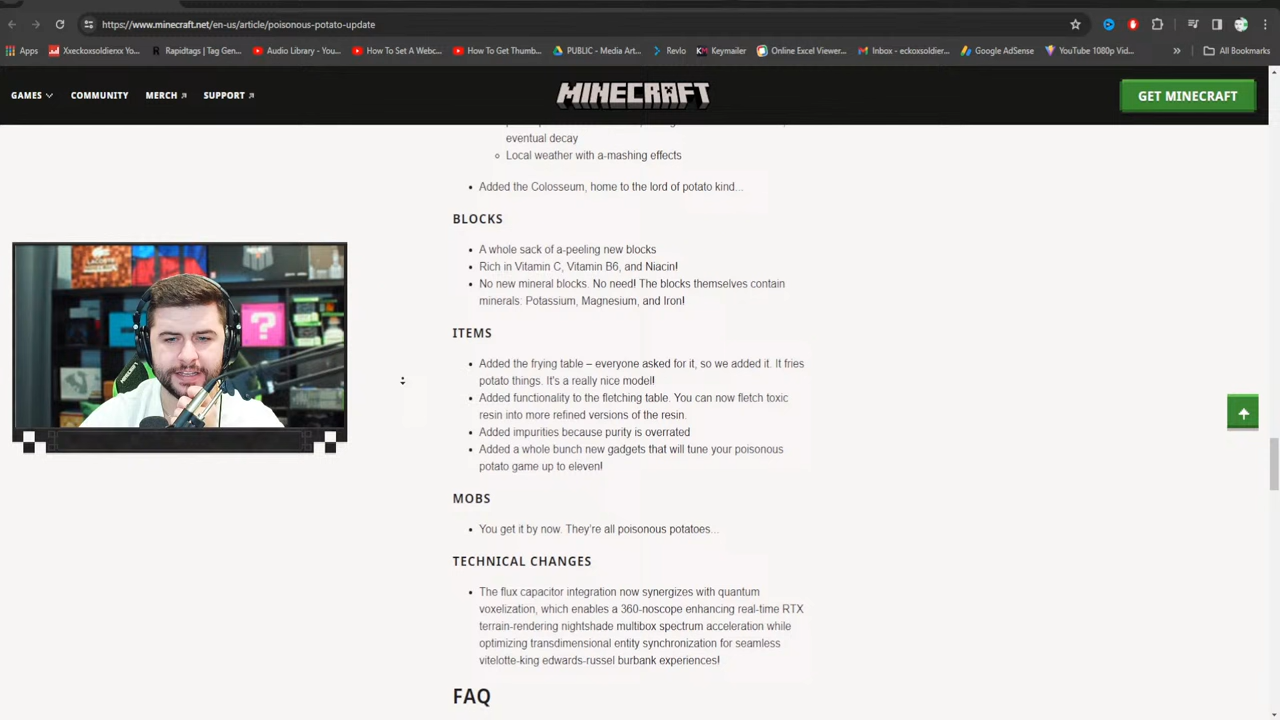 https://www.minecraft.net/en-us/article/poisonous-potato-update
Apps
Xxeckoxsoldienxx Yo...
Rapidtags | Tag Gen...
Audio Library - You...
How To Set A Webc...
How To Get Thumb...
PUBLIC - Media Art...
Revlo
Keymailer
Online Excel Viewer...
Inbox - eckoxsoldier...
Google AdSense
YouTube 1080p Vid...
»
All Bookmarks
GAMES
COMMUNITY
MERCH
SUPPORT
MINECRAFT
GET MINECRAFT
eventual decay
Local weather with a-mashing effects
Added the Colosseum, home to the lord of potato kind...
BLOCKS
A whole sack of a-peeling new blocks
Rich in Vitamin C, Vitamin B6, and Niacin!
No new mineral blocks. No need! The blocks themselves contain
minerals: Potassium, Magnesium, and Iron!
ITEMS
Added the frying table – everyone asked for it, so we added it. It fries
potato things. It's a really nice model!
Added functionality to the fletching table. You can now fletch toxic
resin into more refined versions of the resin.
Added impurities because purity is overrated
Added a whole bunch new gadgets that will tune your poisonous
potato game up to eleven!
MOBS
You get it by now. They're all poisonous potatoes...
TECHNICAL CHANGES
The flux capacitor integration now synergizes with quantum
voxelization, which enables a 360-noscope enhancing real-time RTX
terrain-rendering nightshade multibox spectrum acceleration while
optimizing transdimensional entity synchronization for seamless
vitelotte-king edwards-russel burbank experiences!
FAQ